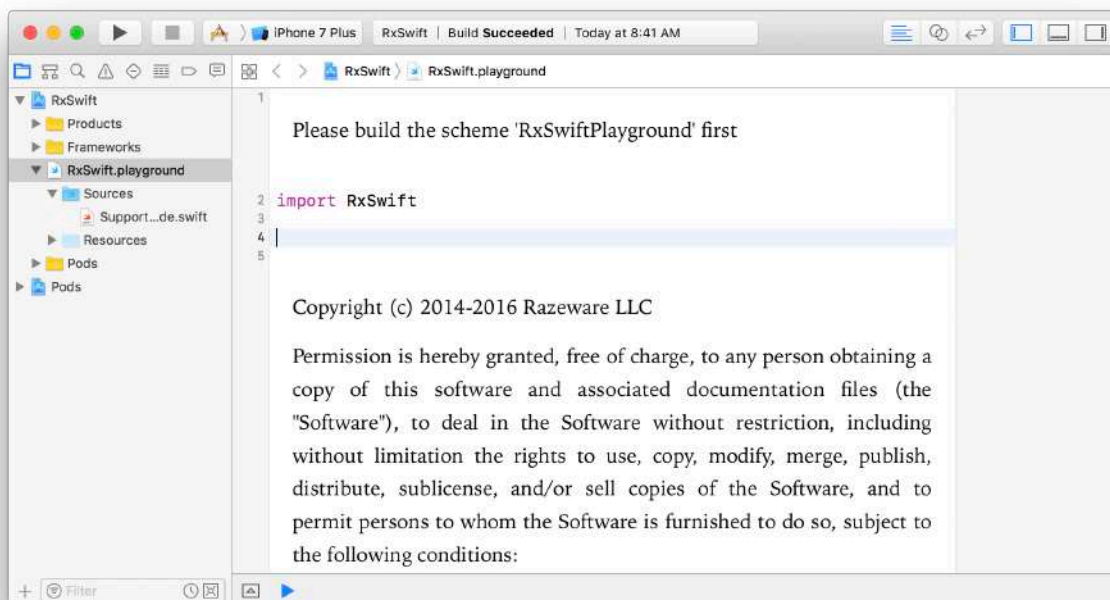 iPhone 7 Plus
RxSwift | Build Succeeded | Today at 8:41 AM
RxSwift
RxSwift.playground
RxSwift
Products
Frameworks
RxSwift.playground
Sources
Support...de.swift
Resources
Pods
Pods
1
Please build the scheme 'RxSwiftPlayground' first
2 import RxSwift
3
4
5
Copyright (c) 2014-2016 Razeware LLC
Permission is hereby granted, free of charge, to any person obtaining a
copy of this software and associated documentation files (the
"Software"), to deal in the Software without restriction, including
without limitation the rights to use, copy, modify, merge, publish,
distribute, sublicense, and/or sell copies of the Software, and to
permit persons to whom the Software is furnished to do so, subject to
the following conditions:
Filter